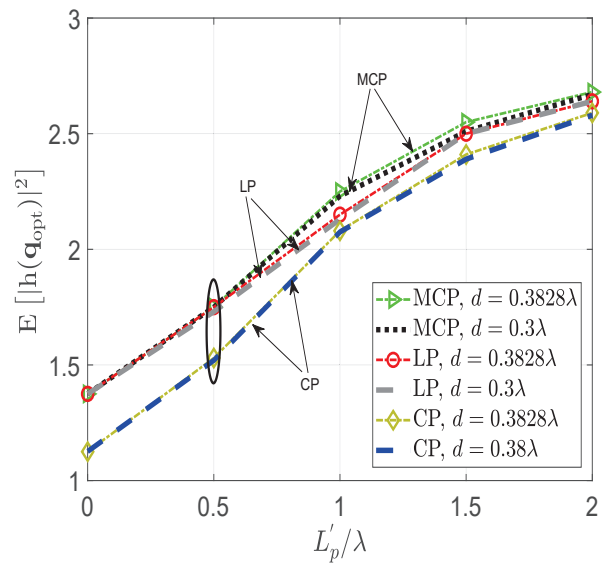 3
2.5
2
1.5
1
E [|h(q_opt)|^2]
MCP
LP
CP
MCP, d = 0.3828λ
MCP, d = 0.3λ
LP, d = 0.3828λ
LP, d = 0.3λ
CP, d = 0.3828λ
CP, d = 0.38λ
0 0.5 1 1.5 2
L'_p/λ